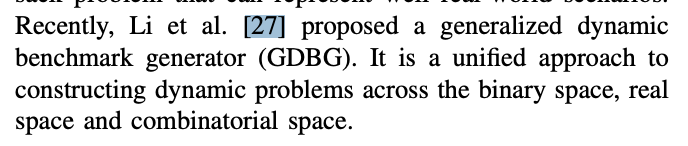 Recently, Li et al. [27] proposed a generalized dynamic
benchmark generator (GDBG). It is a unified approach to
constructing dynamic problems across the binary space, real
space and combinatorial space.